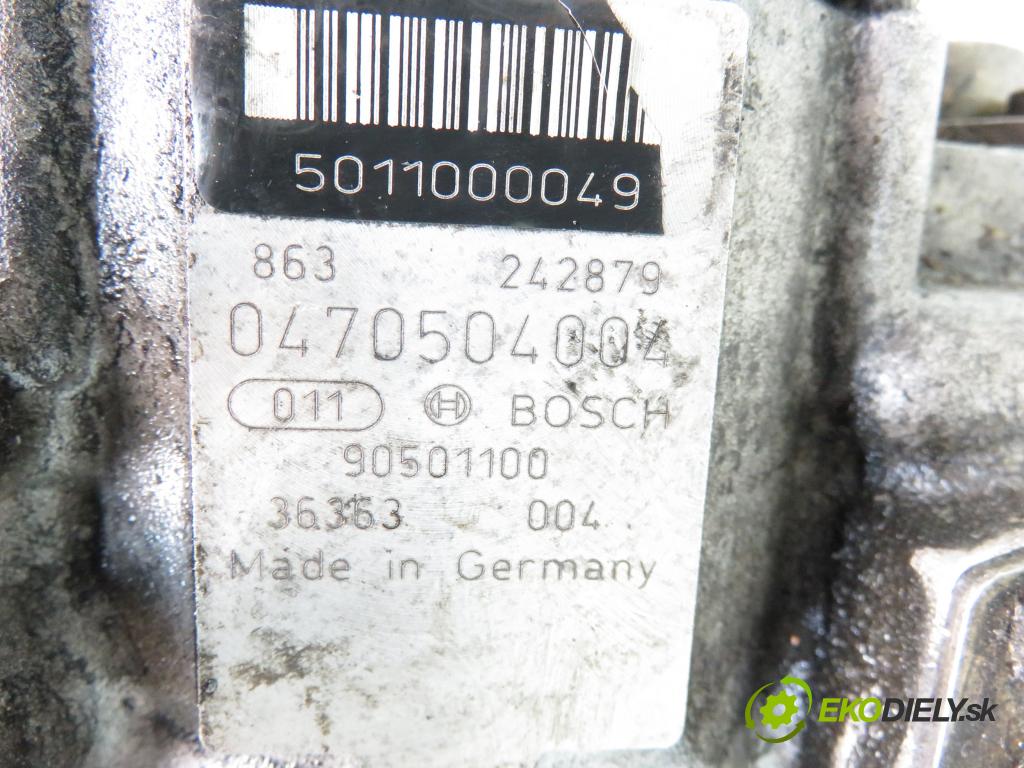 5011000049
863 242879
0470504004
011 BOSCH
90501100
36363 004
Made in Germany
EKODIELY.sk